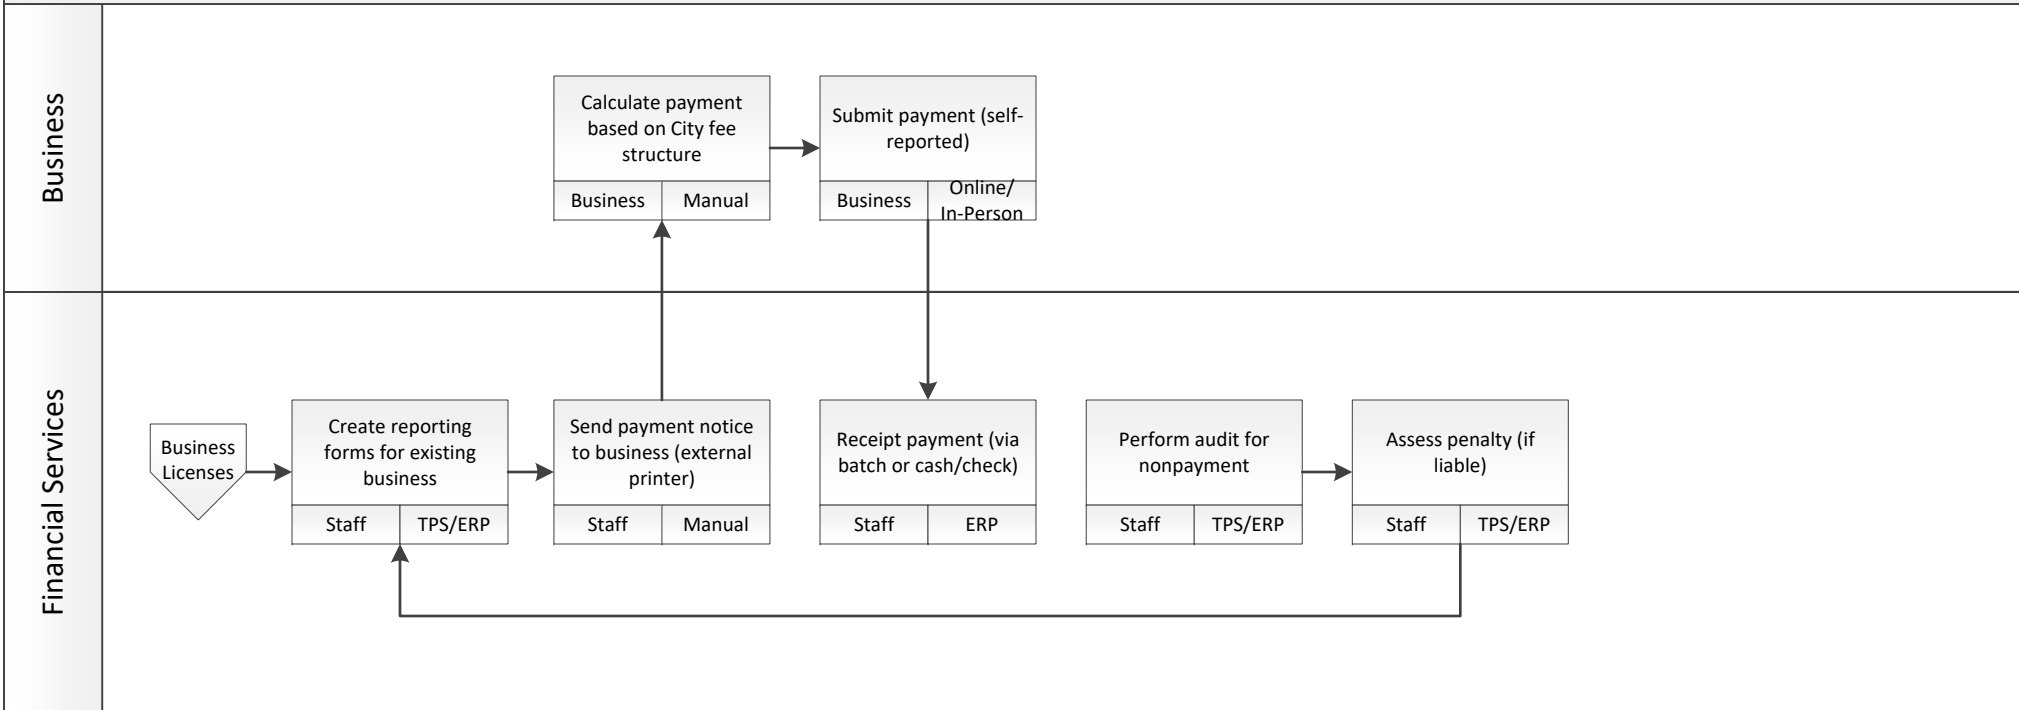 Business
Calculate payment
based on City fee
structure
Business
Manual
Submit payment (self-
reported)
Business
Online/
In-Person
Financial Services
Business
Licenses
Create reporting
forms for existing
business
Staff
TPS/ERP
Send payment notice
to business (external
printer)
Staff
Manual
Receipt payment (via
batch or cash/check)
Staff
ERP
Perform audit for
nonpayment
Staff
TPS/ERP
Assess penalty (if
liable)
Staff
TPS/ERP